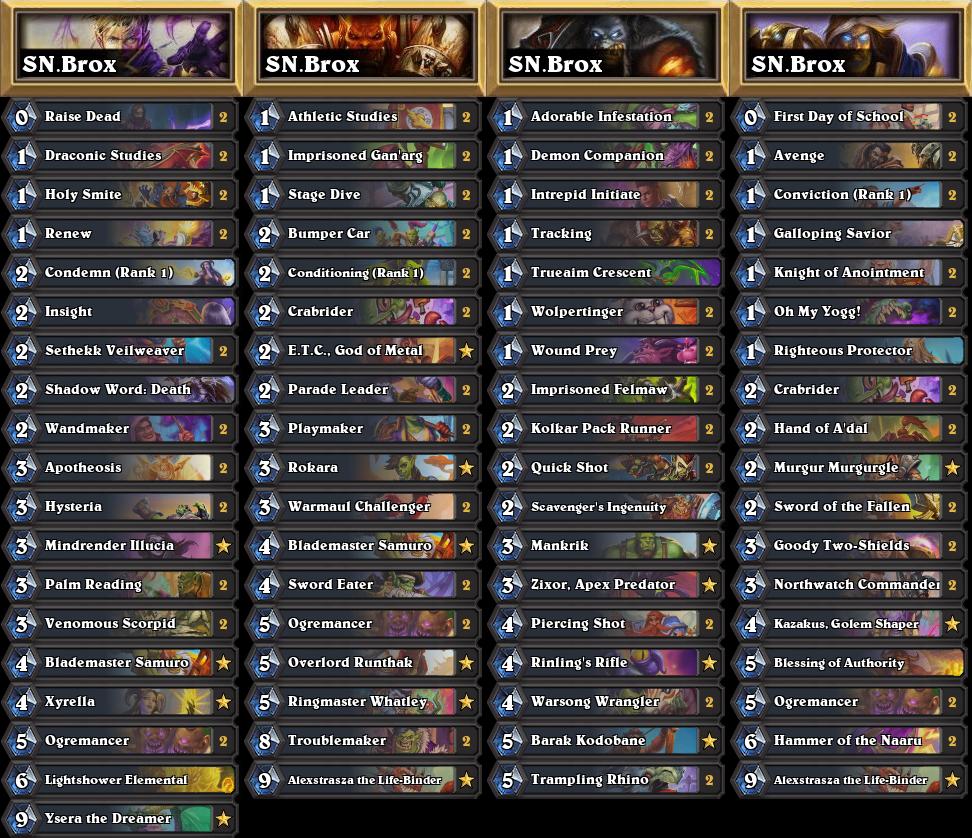 SN.Brox
0 Raise Dead 2
1 Draconic Studies 2
1 Holy Smite 2
1 Renew 2
2 Condemn (Rank 1)
2 Insight
2 Sethekk Veilweaver 2
2 Shadow Word: Death
2 Wandmaker 2
3 Apotheosis 2
3 Hysteria 2
3 Mindrender Illucia
3 Palm Reading 2
3 Venomous Scorpid 2
4 Blademaster Samuro
4 Xyrella
5 Ogremancer 2
6 Lightshower Elemental
9 Ysera the Dreamer
SN.Brox
1 Athletic Studies 2
1 Imprisoned Gan'arg 2
1 Stage Dive 2
2 Bumper Car 2
2 Conditioning (Rank 1) 2
2 Crabrider 2
2 E.T.C., God of Metal
2 Parade Leader 2
3 Playmaker 2
3 Rokara
3 Warmaul Challenger 2
4 Blademaster Samuro
4 Sword Eater 2
5 Ogremancer 2
5 Overlord Runthak
5 Ringmaster Whatley
8 Troublemaker 2
9 Alexstrasza the Life-Binder
SN.Brox
1 Adorable Infestation 2
1 Demon Companion 2
1 Intrepid Initiate 2
1 Tracking 2
1 Trueaim Crescent
1 Wolpertinger 2
1 Wound Prey 2
2 Imprisoned Felmaw 2
2 Kolkar Pack Runner 2
2 Quick Shot 2
2 Scavenger's Ingenuity
3 Mankrik
3 Zixor, Apex Predator
4 Piercing Shot 2
4 Rinling's Rifle
4 Warsong Wrangler 2
5 Barak Kodobane
5 Trampling Rhino 2
SN.Brox
0 First Day of School 2
1 Avenge 2
1 Conviction (Rank 1) 2
1 Galloping Savior
1 Knight of Anointment 2
1 Oh My Yogg! 2
1 Righteous Protector
2 Crabrider 2
2 Hand of A'dal 2
2 Murgur Murgurgle
2 Sword of the Fallen 2
3 Goody Two-Shields 2
3 Northwatch Commander 2
4 Kazakus, Golem Shaper
5 Blessing of Authority
5 Ogremancer 2
6 Hammer of the Naaru 2
9 Alexstrasza the Life-Binder